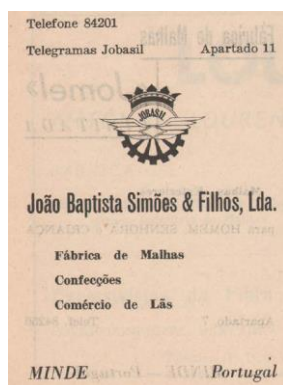 Telefone 84201
Telegramas Jobasil Apartado 11
JOBASIL
João Baptista Simões & Filhos, Lda.
Fábrica de Malhas
Confecções
Comércio de Lãs
MINDE Portugal